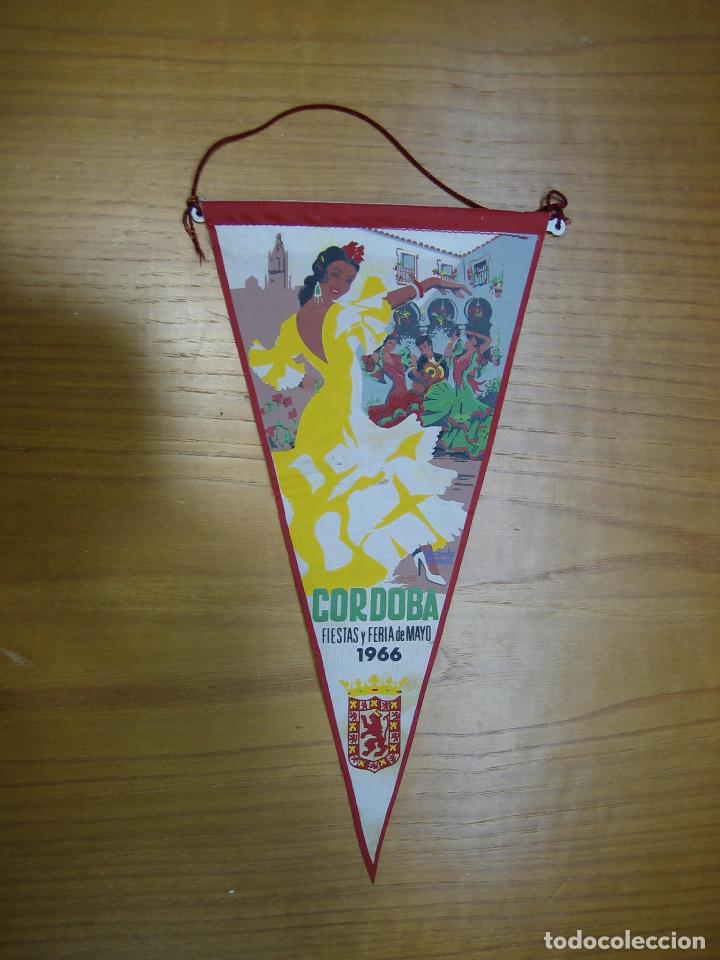 CORDOBA
FIESTAS y FERIA de MAYO
1966
todocoleccion